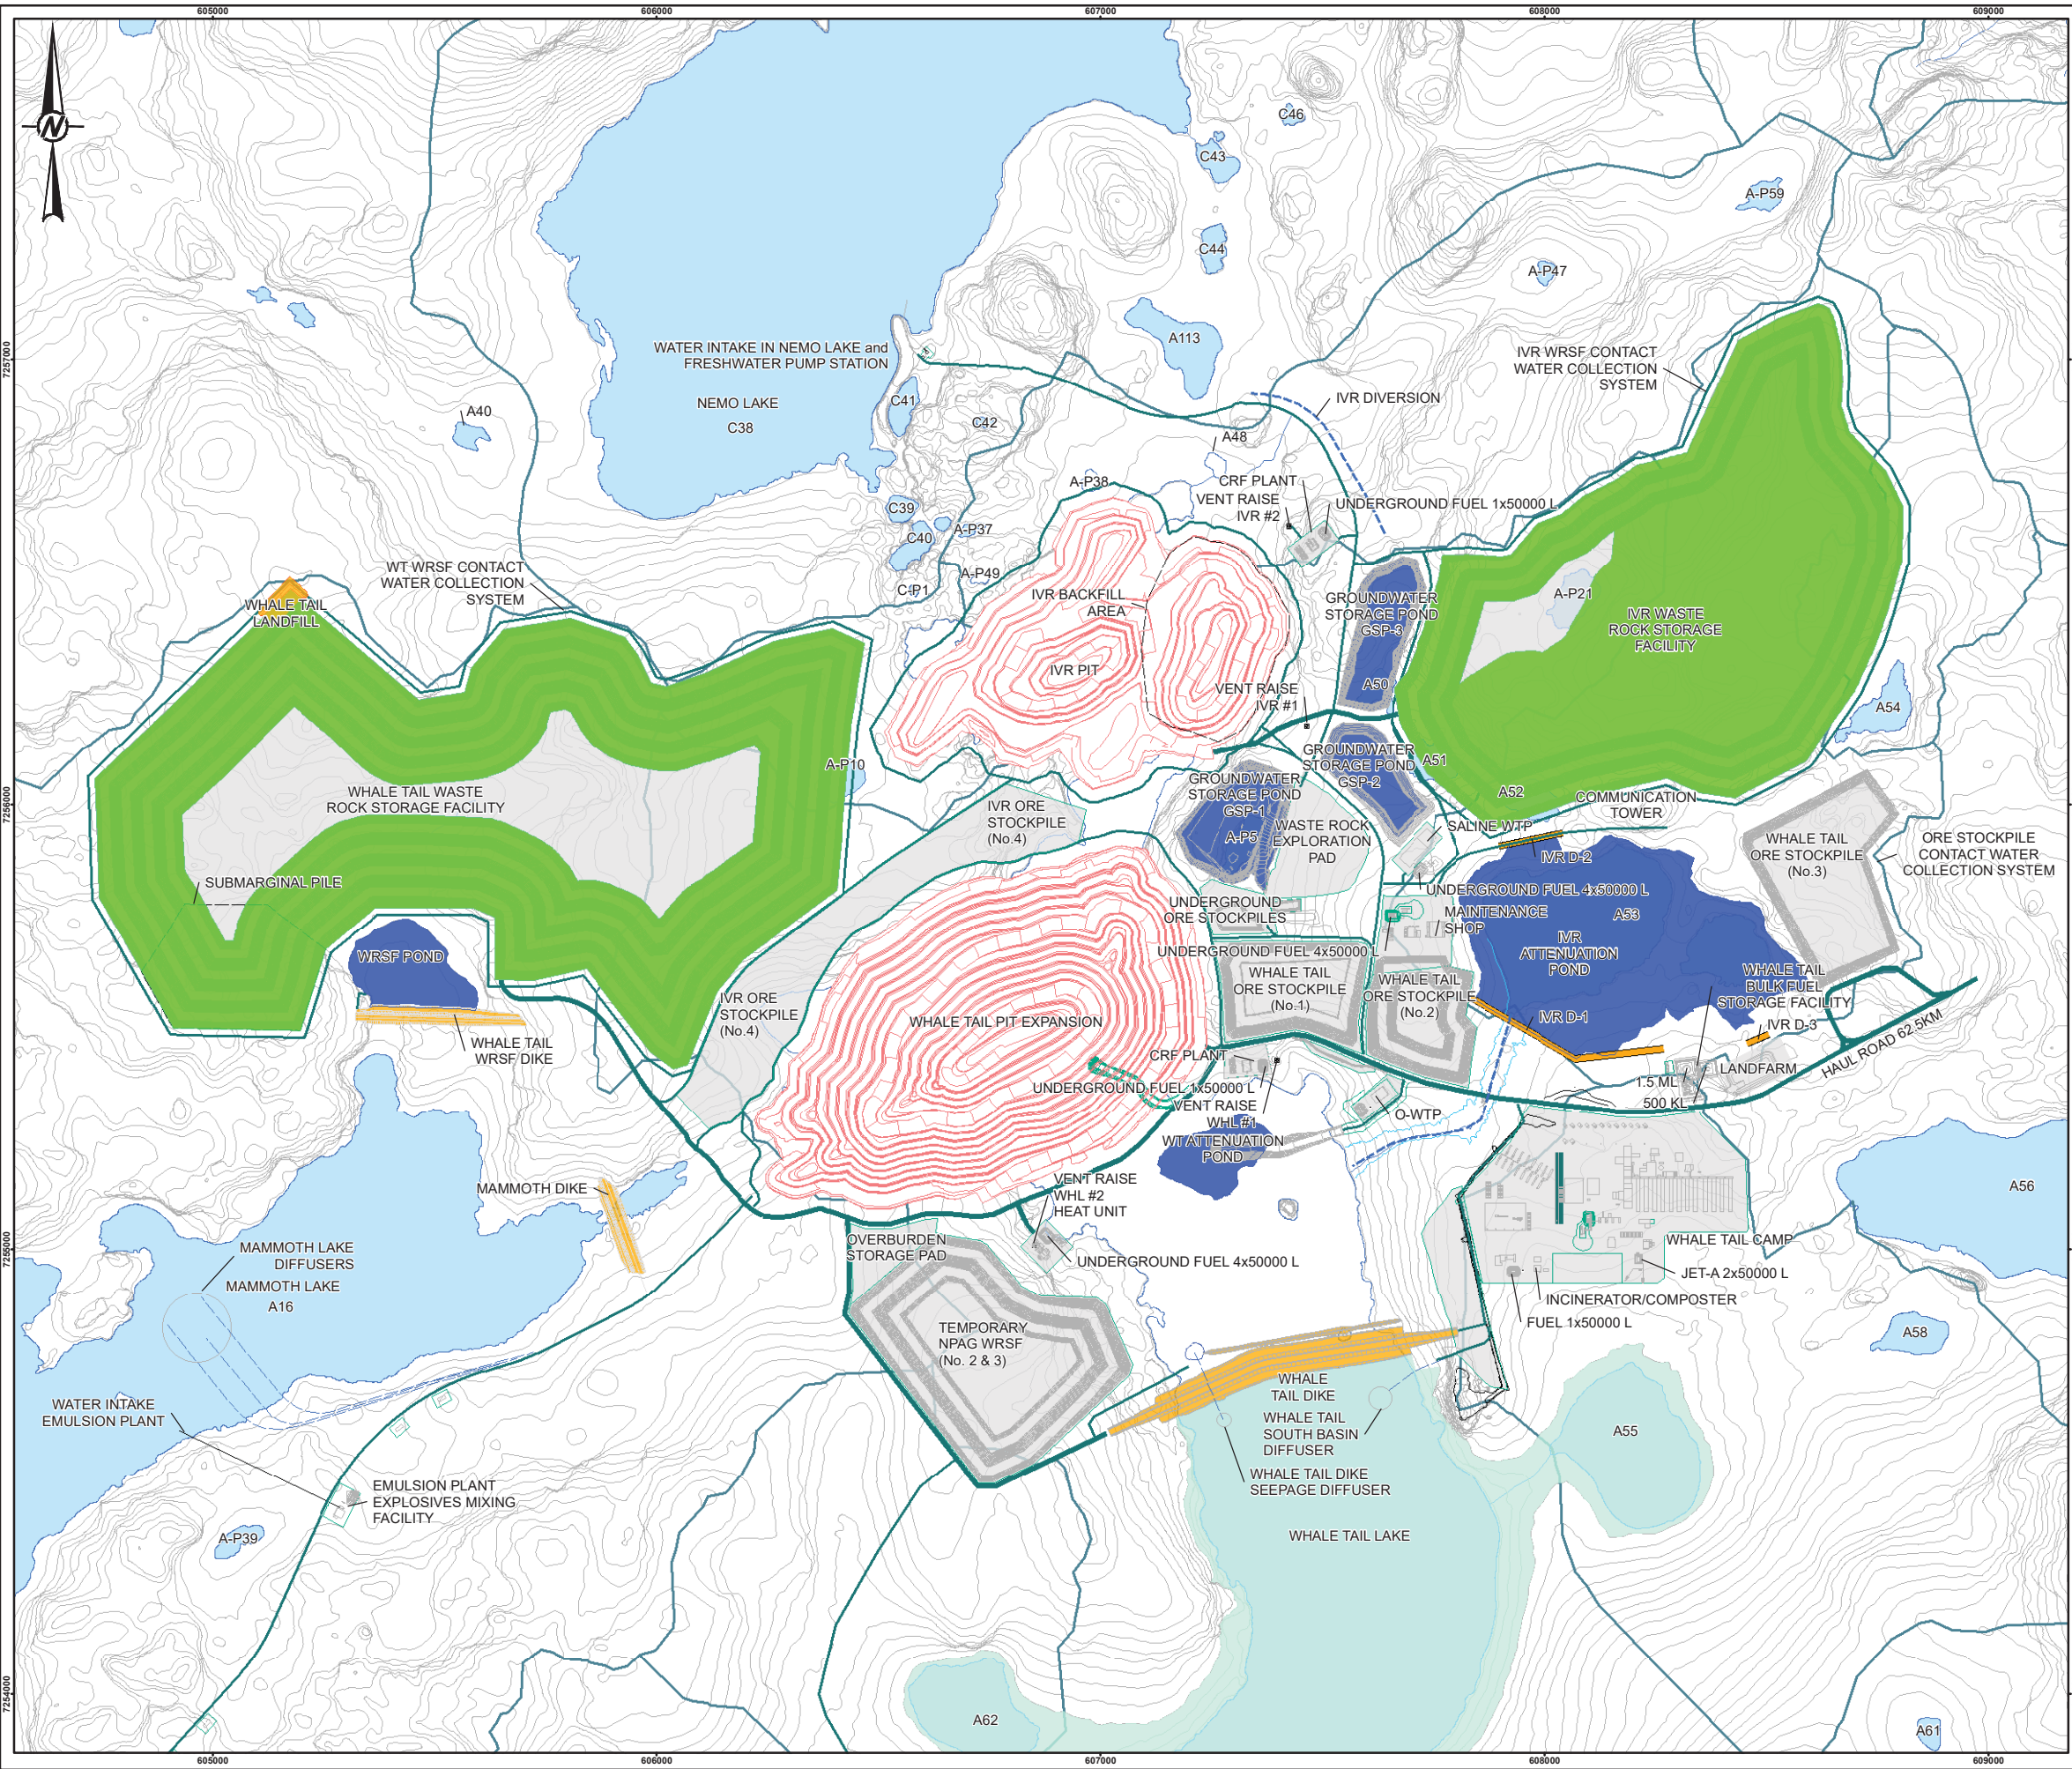 605000
606000
607000
608000
609000
N
C46
C43
A-P59
C44
A-P47
7257000
A113
WATER INTAKE IN NEMO LAKE and
FRESHWATER PUMP STATION
NEMO LAKE
C38
IVR WRSF CONTACT
WATER COLLECTION
SYSTEM
IVR DIVERSION
C41
A40
C42
A48
A-P38
CRF PLANT
VENT RAISE
IVR #2
UNDERGROUND FUEL 1x50000 L
C39
C40
A-P37
A-P49
C-P1
WT WRSF CONTACT
WATER COLLECTION
SYSTEM
WHALE TAIL
LANDFILL
IVR BACKFILL
AREA
GROUNDWATER
STORAGE POND
GSP-3
A-P21
IVR WASTE
ROCK STORAGE
FACILITY
IVR PIT
A50
VENT RAISE
IVR #1
A54
GROUNDWATER
STORAGE POND
GSP-2
A51
A-P10
WHALE TAIL WASTE
ROCK STORAGE FACILITY
7256000
IVR ORE
STOCKPILE
(No.4)
GROUNDWATER
STORAGE POND
GSP-1
A-P5
WASTE ROCK
EXPLORATION
PAD
A52
COMMUNICATION
TOWER
SALINE WTP
IVR D-2
WHALE TAIL
ORE STOCKPILE
(No.3)
ORE STOCKPILE
CONTACT WATER
COLLECTION SYSTEM
SUBMARGINAL PILE
UNDERGROUND FUEL 4x50000 L
UNDERGROUND
ORE STOCKPILES
MAINTENANCE
SHOP
A53
IVR
ATTENUATION
POND
WRSF POND
UNDERGROUND FUEL 4x50000 L
WHALE TAIL
ORE STOCKPILE
(No.1)
WHALE TAIL
ORE STOCKPILE
(No.2)
WHALE TAIL
BULK FUEL
STORAGE FACILITY
IVR ORE
STOCKPILE
(No.4)
WHALE TAIL PIT EXPANSION
IVR D-1
IVR D-3
HAUL ROAD 62.5KM
WHALE TAIL
WRSF DIKE
CRF PLANT
UNDERGROUND FUEL 1x50000 L
VENT RAISE
WHL #1
LANDFARM
1.5 ML
500 KL
O-WTP
WT ATTENUATION
POND
MAMMOTH DIKE
VENT RAISE
WHL #2
HEAT UNIT
A56
7255000
OVERBURDEN
STORAGE PAD
UNDERGROUND FUEL 4x50000 L
WHALE TAIL CAMP
JET-A 2x50000 L
INCINERATOR/COMPOSTER
FUEL 1x50000 L
MAMMOTH LAKE
DIFFUSERS
MAMMOTH LAKE
A16
TEMPORARY
NPAG WRSF
(No. 2 & 3)
A58
WHALE
TAIL DIKE
WHALE TAIL
SOUTH BASIN
DIFFUSER
WATER INTAKE
EMULSION PLANT
A55
WHALE TAIL DIKE
SEEPAGE DIFFUSER
EMULSION PLANT
EXPLOSIVES MIXING
FACILITY
A-P39
WHALE TAIL LAKE
7254000
A62
A61
605000
606000
607000
608000
609000